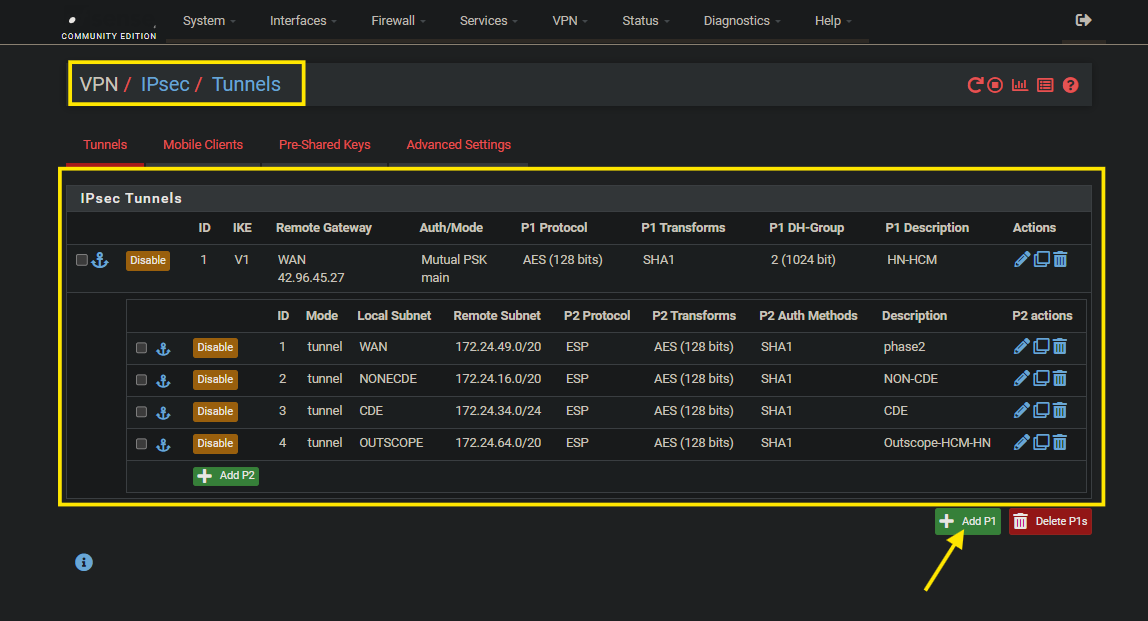 System Interfaces Firewall Services VPN Status Diagnostics Help
COMMUNITY EDITION
VPN / IPsec / Tunnels
Tunnels Mobile Clients Pre-Shared Keys Advanced Settings
IPsec Tunnels
ID IKE Remote Gateway Auth/Mode P1 Protocol P1 Transforms P1 DH-Group P1 Description Actions
Disable 1 V1 WAN Mutual PSK AES (128 bits) SHA1 2 (1024 bit) HN-HCM
42.96.45.27 main
ID Mode Local Subnet Remote Subnet P2 Protocol P2 Transforms P2 Auth Methods Description P2 actions
Disable 1 tunnel WAN 172.24.49.0/20 ESP AES (128 bits) SHA1 phase2
Disable 2 tunnel NONECDE 172.24.16.0/20 ESP AES (128 bits) SHA1 NON-CDE
Disable 3 tunnel CDE 172.24.34.0/24 ESP AES (128 bits) SHA1 CDE
Disable 4 tunnel OUTSCOPE 172.24.64.0/20 ESP AES (128 bits) SHA1 Outscope-HCM-HN
Add P2
Add P1 Delete P1s